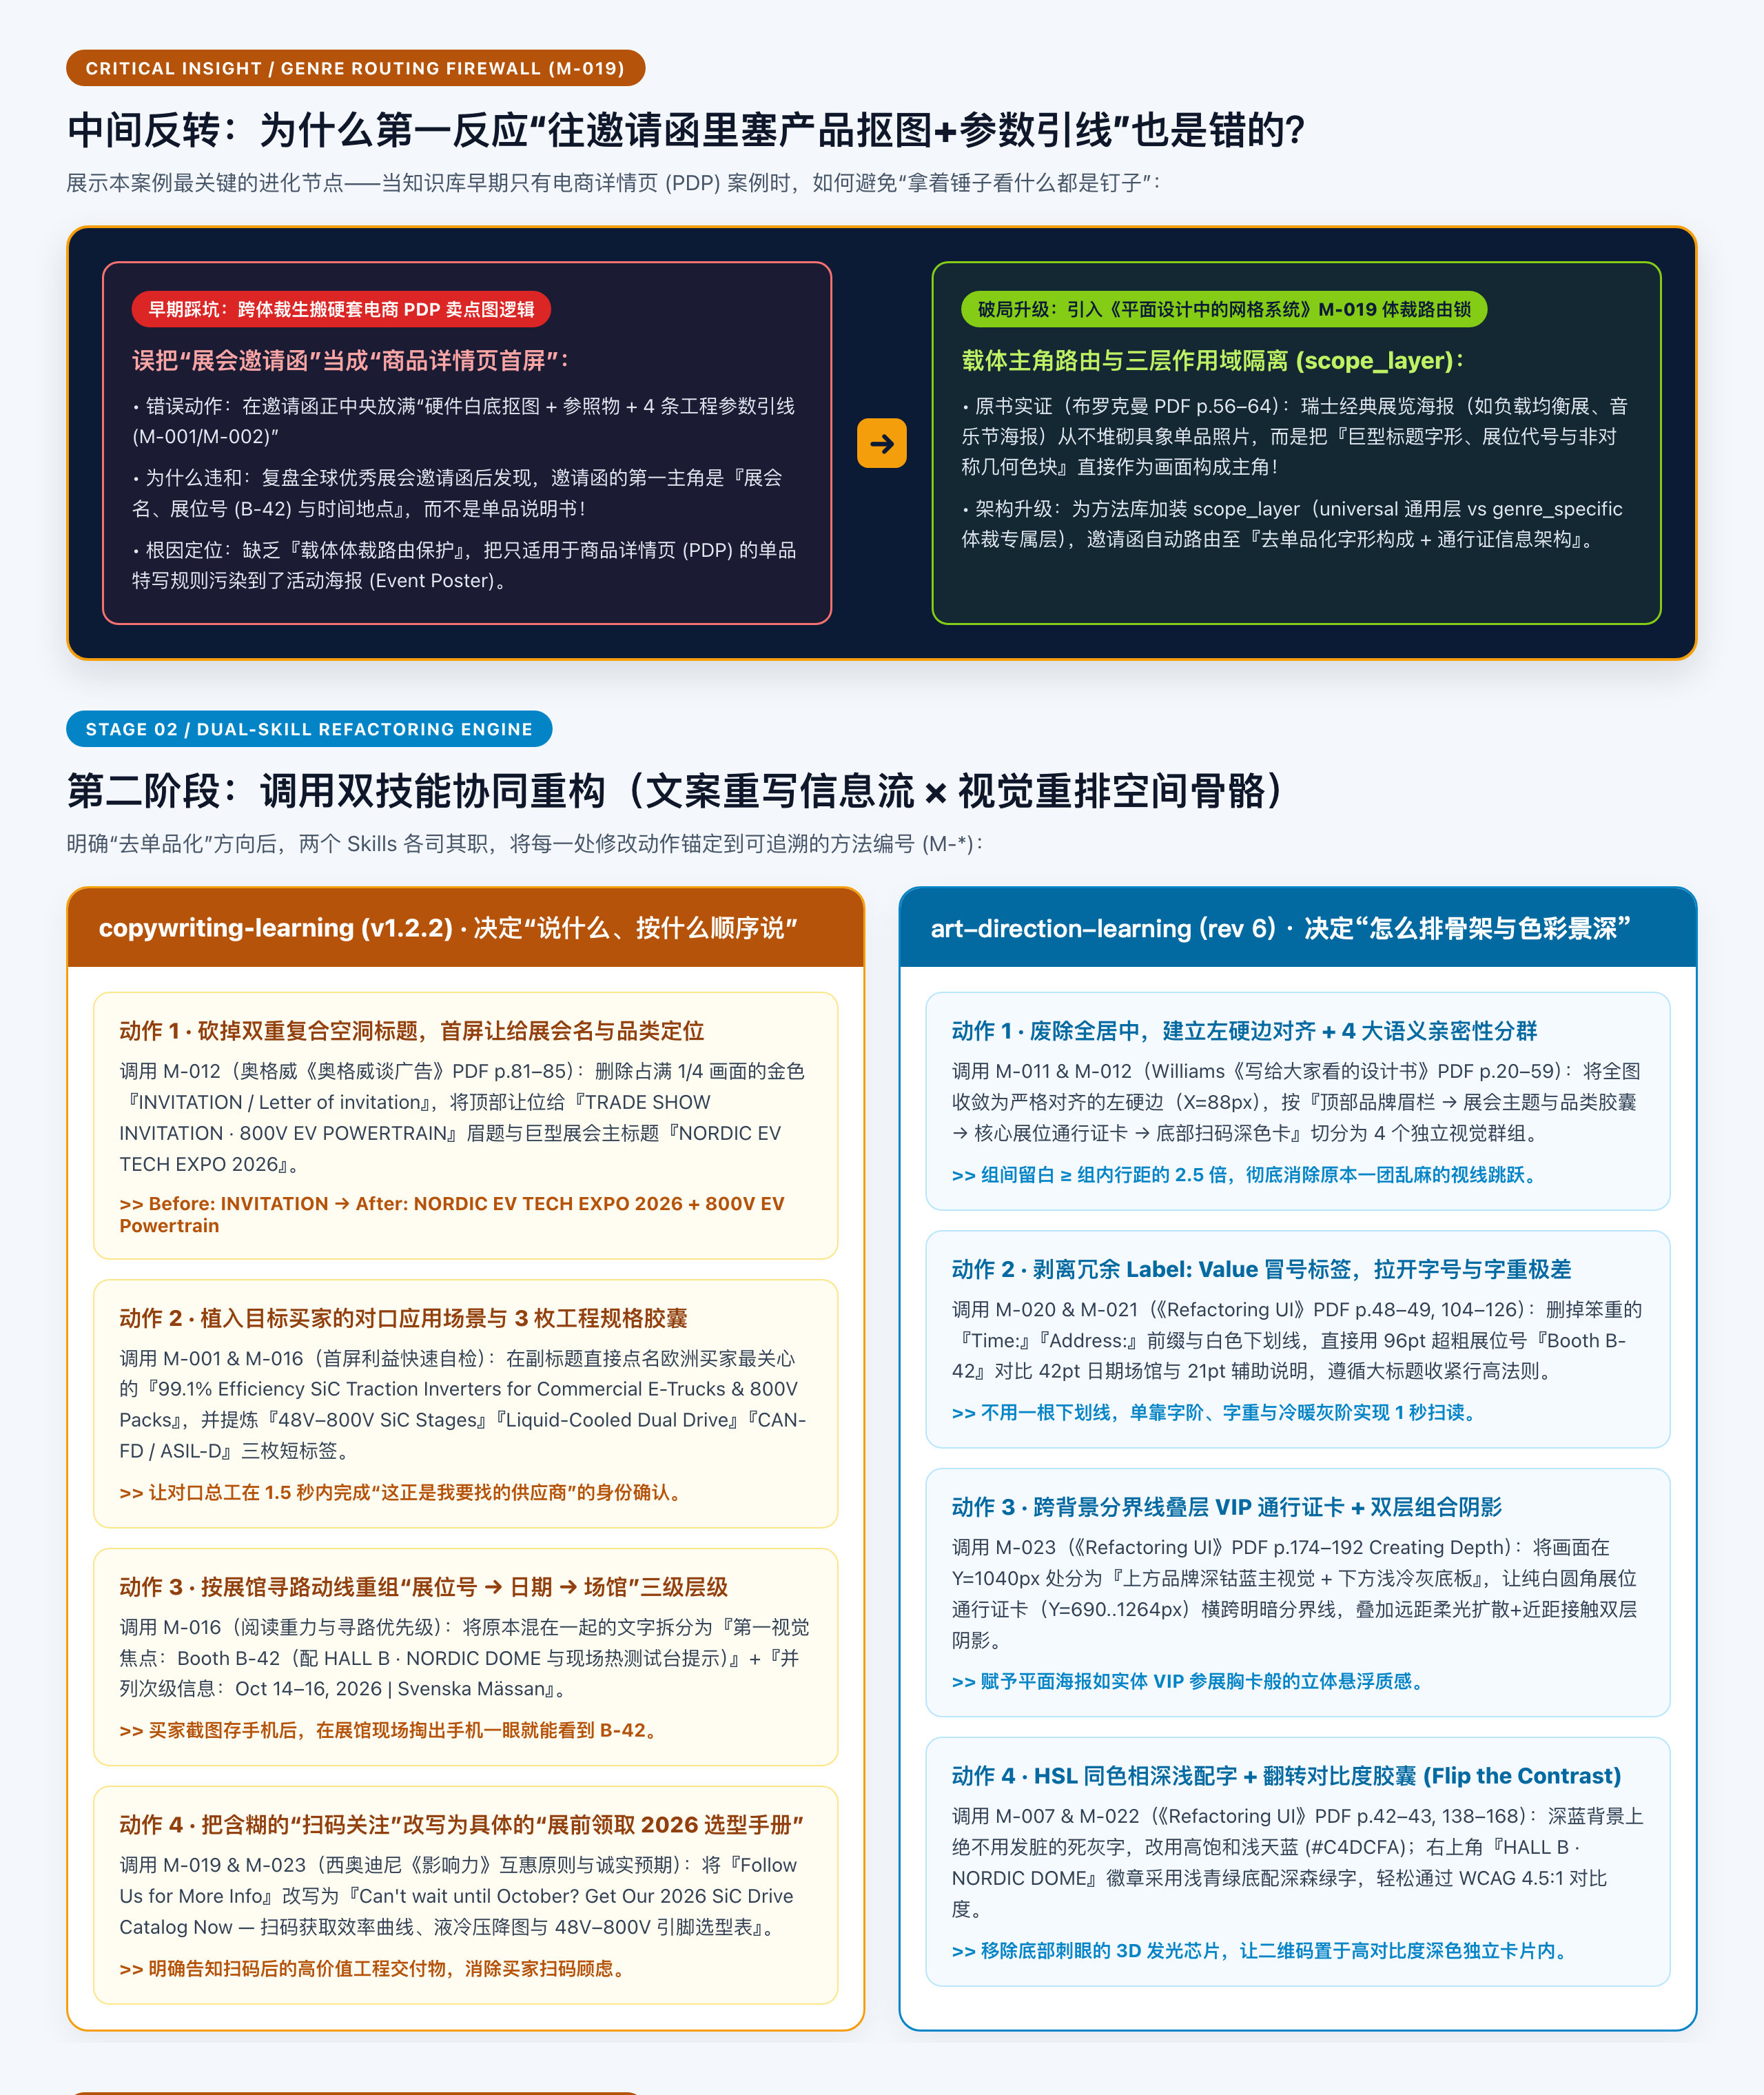 CRITICAL INSIGHT / GENRE ROUTING FIREWALL (M-019)
中间反转：为什么第一反应“往邀请函里塞产品抠图+参数引线”也是错的？
展示本案例最关键的进化节点——当知识库早期只有电商详情页 (PDP) 案例时，如何避免“拿着锤子看什么都是钉子”：
早期踩坑：跨体裁生搬硬套电商 PDP 卖点图逻辑
误把“展会邀请函”当成“商品详情页首屏”：
• 错误动作：在邀请函正中央放满“硬件白底抠图 + 参照物 + 4 条工程参数引线
(M-001/M-002)”
• 为什么违和：复盘全球优秀展会邀请函后发现，邀请函的第一主角是『展会
名、展位号 (B-42) 与时间地点』，而不是单品说明书！
• 根因定位：缺乏『载体体裁路由保护』，把只适用于商品详情页 (PDP) 的单品
特写规则污染到了活动海报 (Event Poster)。
→
破局升级：引入《平面设计中的网格系统》M-019 体裁路由锁
载体主角路由与三层作用域隔离 (scope_layer)：
• 原书实证（布罗克曼 PDF p.56–64）：瑞士经典展览海报（如负载均衡展、音
乐节海报）从不堆砌具象单品照片，而是把『巨型标题字形、展位代号与非对
称几何色块』直接作为画面构成主角！
• 架构升级：为方法库加装 scope_layer（universal 通用层 vs genre_specific
体裁专属层），邀请函自动路由至『去单品化字形构成 + 通行证信息架构』。
STAGE 02 / DUAL-SKILL REFACTORING ENGINE
第二阶段：调用双技能协同重构（文案重写信息流 × 视觉重排空间骨骼）
明确“去单品化”方向后，两个 Skills 各司其职，将每一处修改动作锚定到可追溯的方法编号 (M-*)：
copywriting-learning (v1.2.2) · 决定“说什么、按什么顺序说”
动作 1 · 砍掉双重复合空洞标题，首屏让给展会名与品类定位
调用 M-012（奥格威《奥格威谈广告》PDF p.81–85）：删除占满 1/4 画面的金色
『INVITATION / Letter of invitation』，将顶部让位给『TRADE SHOW
INVITATION · 800V EV POWERTRAIN』眉题与巨型展会主标题『NORDIC EV
TECH EXPO 2026』。
>> Before: INVITATION → After: NORDIC EV TECH EXPO 2026 + 800V EV
Powertrain
动作 2 · 植入目标买家的对口应用场景与 3 枚工程规格胶囊
调用 M-001 & M-016（首屏利益快速自检）：在副标题直接点名欧洲买家最关心
的『99.1% Efficiency SiC Traction Inverters for Commercial E-Trucks & 800V
Packs』，并提炼『48V–800V SiC Stages』『Liquid-Cooled Dual Drive』『CAN-
FD / ASIL-D』三枚短标签。
>> 让对口总工在 1.5 秒内完成“这正是我要找的供应商”的身份确认。
动作 3 · 按展馆寻路动线重组“展位号 → 日期 → 场馆”三级层级
调用 M-016（阅读重力与寻路优先级）：将原本混在一起的文字拆分为『第一视觉
焦点：Booth B-42（配 HALL B · NORDIC DOME 与现场热测试台提示）』+『并
列次级信息：Oct 14–16, 2026 | Svenska Mässan』。
>> 买家截图存手机后，在展馆现场掏出手机一眼就能看到 B-42。
动作 4 · 把含糊的“扫码关注”改写为具体的“展前领取 2026 选型手册”
调用 M-019 & M-023（西奥迪尼《影响力》互惠原则与诚实预期）：将『Follow
Us for More Info』改写为『Can't wait until October? Get Our 2026 SiC Drive
Catalog Now — 扫码获取效率曲线、液冷压降图与 48V–800V 引脚选型表』。
>> 明确告知扫码后的高价值工程交付物，消除买家扫码顾虑。
art–direction–learning (rev 6) · 决定“怎么排骨架与色彩景深”
动作 1 · 废除全居中，建立左硬边对齐 + 4 大语义亲密性分群
调用 M-011 & M-012（Williams《写给大家看的设计书》PDF p.20–59）：将全图
收敛为严格对齐的左硬边（X=88px），按『顶部品牌眉栏 → 展会主题与品类胶囊
→ 核心展位通行证卡 → 底部扫码深色卡』切分为 4 个独立视觉群组。
>> 组间留白 ≥ 组内行距的 2.5 倍，彻底消除原本一团乱麻的视线跳跃。
动作 2 · 剥离冗余 Label: Value 冒号标签，拉开字号与字重极差
调用 M-020 & M-021（《Refactoring UI》PDF p.48–49, 104–126）：删掉笨重的
『Time:』『Address:』前缀与白色下划线，直接用 96pt 超粗展位号『Booth B-
42』对比 42pt 日期场馆与 21pt 辅助说明，遵循大标题收紧行高法则。
>> 不用一根下划线，单靠字阶、字重与冷暖灰阶实现 1 秒扫读。
动作 3 · 跨背景分界线叠层 VIP 通行证卡 + 双层组合阴影
调用 M-023（《Refactoring UI》PDF p.174–192 Creating Depth）：将画面在
Y=1040px 处分为『上方品牌深钴蓝主视觉 + 下方浅冷灰底板』，让纯白圆角展位
通行证卡（Y=690..1264px）横跨明暗分界线，叠加远距柔光扩散+近距接触双层
阴影。
>> 赋予平面海报如实体 VIP 参展胸卡般的立体悬浮质感。
动作 4 · HSL 同色相深浅配字 + 翻转对比度胶囊 (Flip the Contrast)
调用 M-007 & M-022（《Refactoring UI》PDF p.42–43, 138–168）：深蓝背景上
绝不用发脏的死灰字，改用高饱和浅天蓝 (#C4DCFA)；右上角『HALL B ·
NORDIC DOME』徽章采用浅青绿底配深森绿字，轻松通过 WCAG 4.5:1 对比
度。
>> 移除底部刺眼的 3D 发光芯片，让二维码置于高对比度深色独立卡片内。